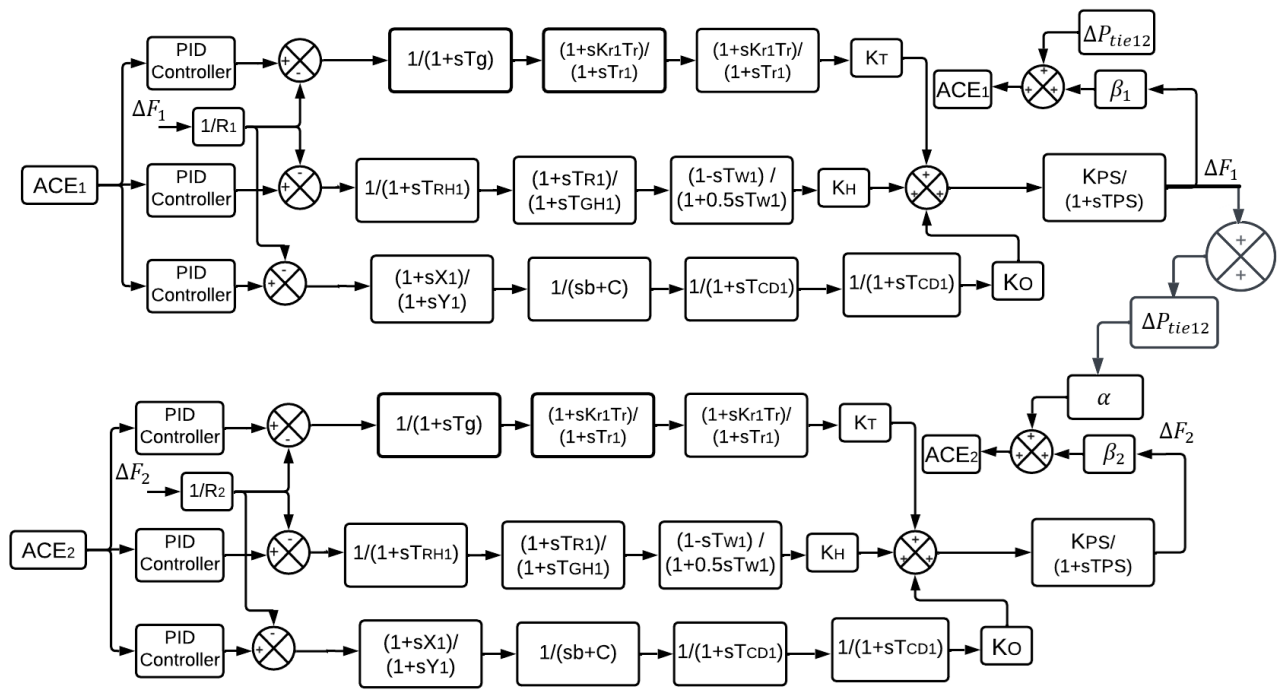 PID
Controller
1/(1+sTg)
(1+sKr1Tr)/
(1+sTr1)
(1+sKr1Tr)/
(1+sTr1)
KT
ΔPtie12
ACE1
β1
ΔF1
1/R1
ACE1
PID
Controller
1/(1+sTRH1)
(1+sTR1)/
(1+sTGH1)
(1-sTW1) /
(1+0.5sTW1)
KH
KPS/
(1+sTPS)
ΔF1
PID
Controller
(1+sX1)/
(1+sY1)
1/(sb+C)
1/(1+sTCD1)
1/(1+sTCD1)
KO
ΔPtie12
α
PID
Controller
1/(1+sTg)
(1+sKr1Tr)/
(1+sTr1)
(1+sKr1Tr)/
(1+sTr1)
KT
ACE2
β2
ΔF2
ΔF2
1/R2
ACE2
PID
Controller
1/(1+sTRH1)
(1+sTR1)/
(1+sTGH1)
(1-sTW1) /
(1+0.5sTW1)
KH
KPS/
(1+sTPS)
PID
Controller
(1+sX1)/
(1+sY1)
1/(sb+C)
1/(1+sTCD1)
1/(1+sTCD1)
KO